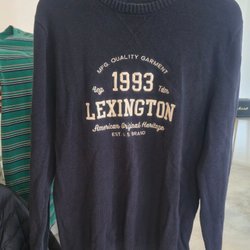 MFG. QUALITY GARMENT
1993
Reg. Tdm.
LEXINGTON
American Original Heritage
EST. U.S. BRAND